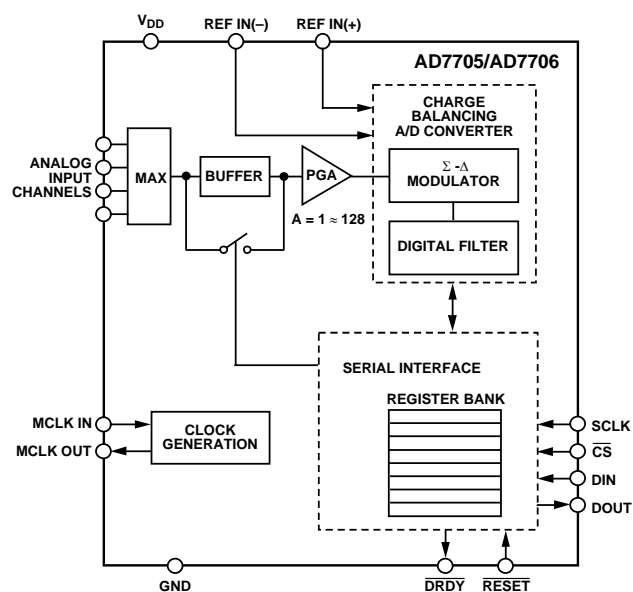 VDD
REF IN(–)
REF IN(+)
AD7705/AD7706
CHARGE
BALANCING
A/D CONVERTER
ANALOG
INPUT
CHANNELS
MAX
BUFFER
PGA
A = 1 ≈ 128
Σ -Δ
MODULATOR
DIGITAL FILTER
SERIAL INTERFACE
REGISTER BANK
MCLK IN
MCLK OUT
CLOCK
GENERATION
SCLK
CS
DIN
DOUT
GND
DRDY
RESET